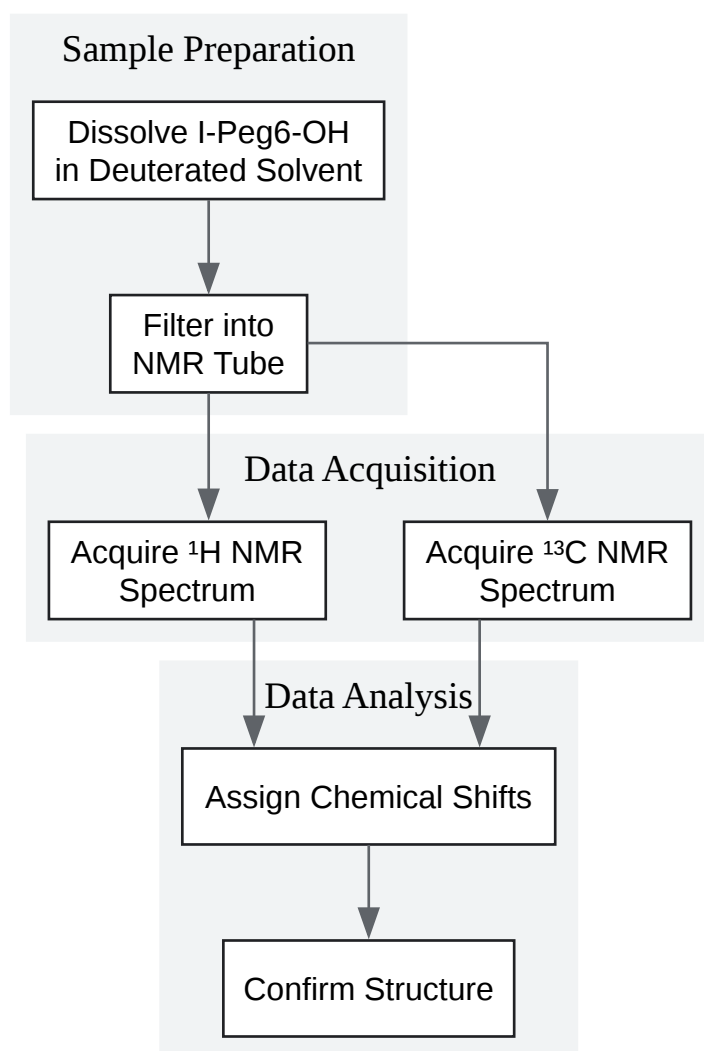 Sample Preparation
Dissolve I-Peg6-OH
in Deuterated Solvent
Filter into
NMR Tube
Data Acquisition
Acquire ¹H NMR
Spectrum
Acquire ¹³C NMR
Spectrum
Data Analysis
Assign Chemical Shifts
Confirm Structure